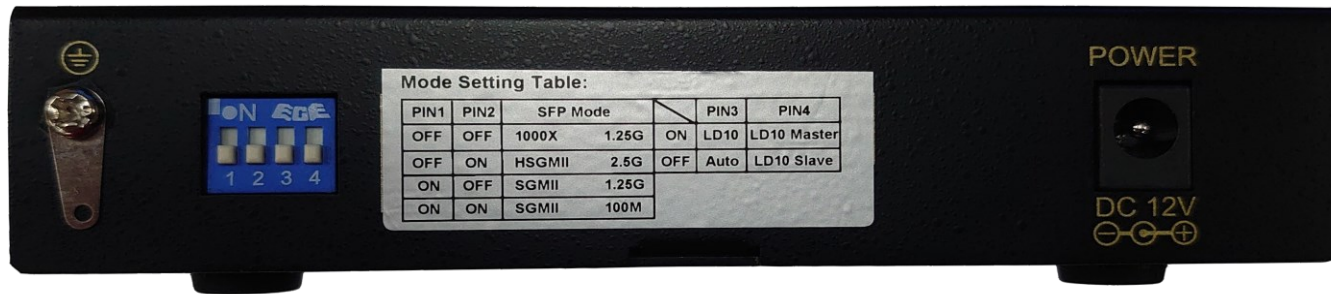 ON EGE
1 2 3 4
Mode Setting Table:
PIN1 PIN2 SFP Mode PIN3 PIN4
OFF OFF 1000X 1.25G ON LD10 LD10 Master
OFF ON HSGMII 2.5G OFF Auto LD10 Slave
ON OFF SGMII 1.25G
ON ON SGMII 100M
POWER
DC 12V